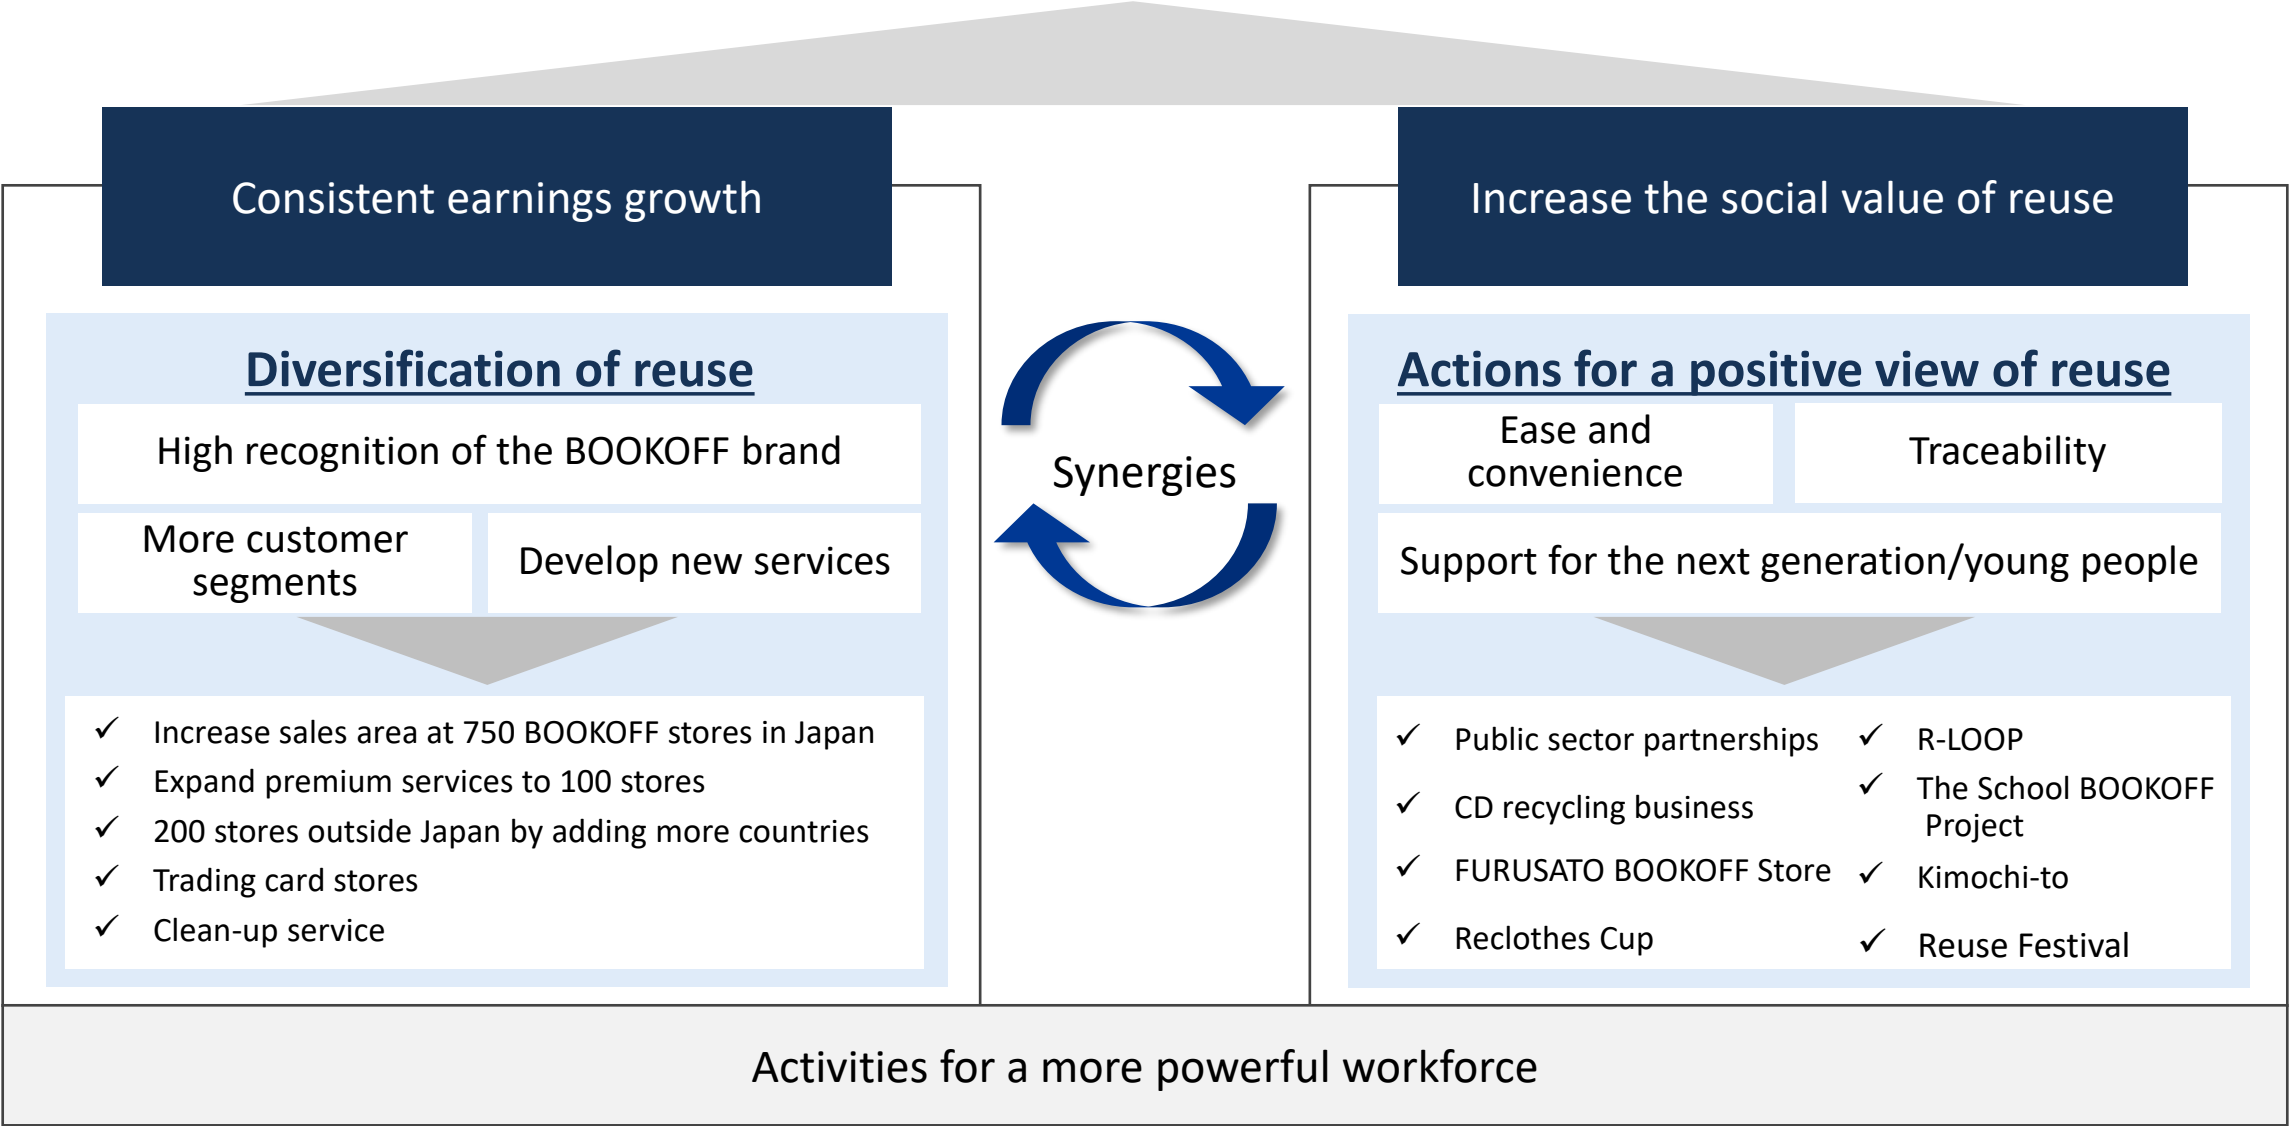 Consistent earnings growth
Diversification of reuse
High recognition of the BOOKOFF brand
More customer
segments
Develop new services
✓ Increase sales area at 750 BOOKOFF stores in Japan
✓ Expand premium services to 100 stores
✓ 200 stores outside Japan by adding more countries
✓ Trading card stores
✓ Clean-up service
Synergies
Increase the social value of reuse
Actions for a positive view of reuse
Ease and
convenience
Traceability
Support for the next generation/young people
✓ Public sector partnerships
✓ CD recycling business
✓ FURUSATO BOOKOFF Store
✓ Reclothes Cup
✓ R-LOOP
✓ The School BOOKOFF
Project
✓ Kimochi-to
✓ Reuse Festival
Activities for a more powerful workforce